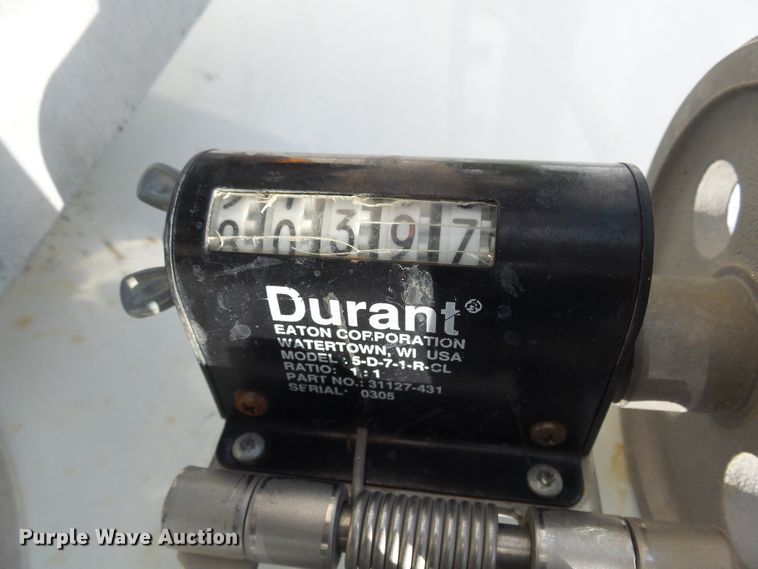 00397
Durant®
EATON CORPORATION
WATERTOWN, WI USA
MODEL: 5-D-7-1-R-CL
RATIO: 1:1
PART NO.: 31127-431
SERIAL: 0305
Purple Wave Auction